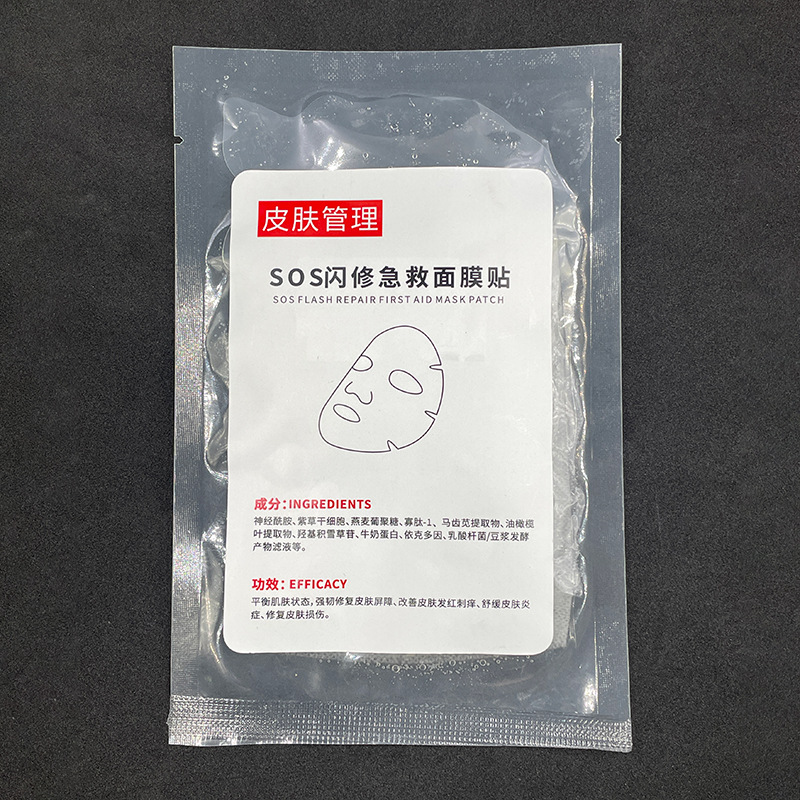 皮肤管理
SOS闪修急救面膜贴
SOS FLASH REPAIR FIRST AID MASK PATCH
成分:INGREDIENTS
神经酰胺、紫草干细胞、燕麦葡聚糖、寡肽-1、马齿苋提取物、油橄榄
叶提取物、羟基积雪草苷、牛奶蛋白、依克多因、乳酸杆菌/豆浆发酵
产物滤液等。
功效: EFFICACY
平衡肌肤状态,强韧修复皮肤屏障、改善皮肤发红刺痒、舒缓皮肤炎
症、修复皮肤损伤。